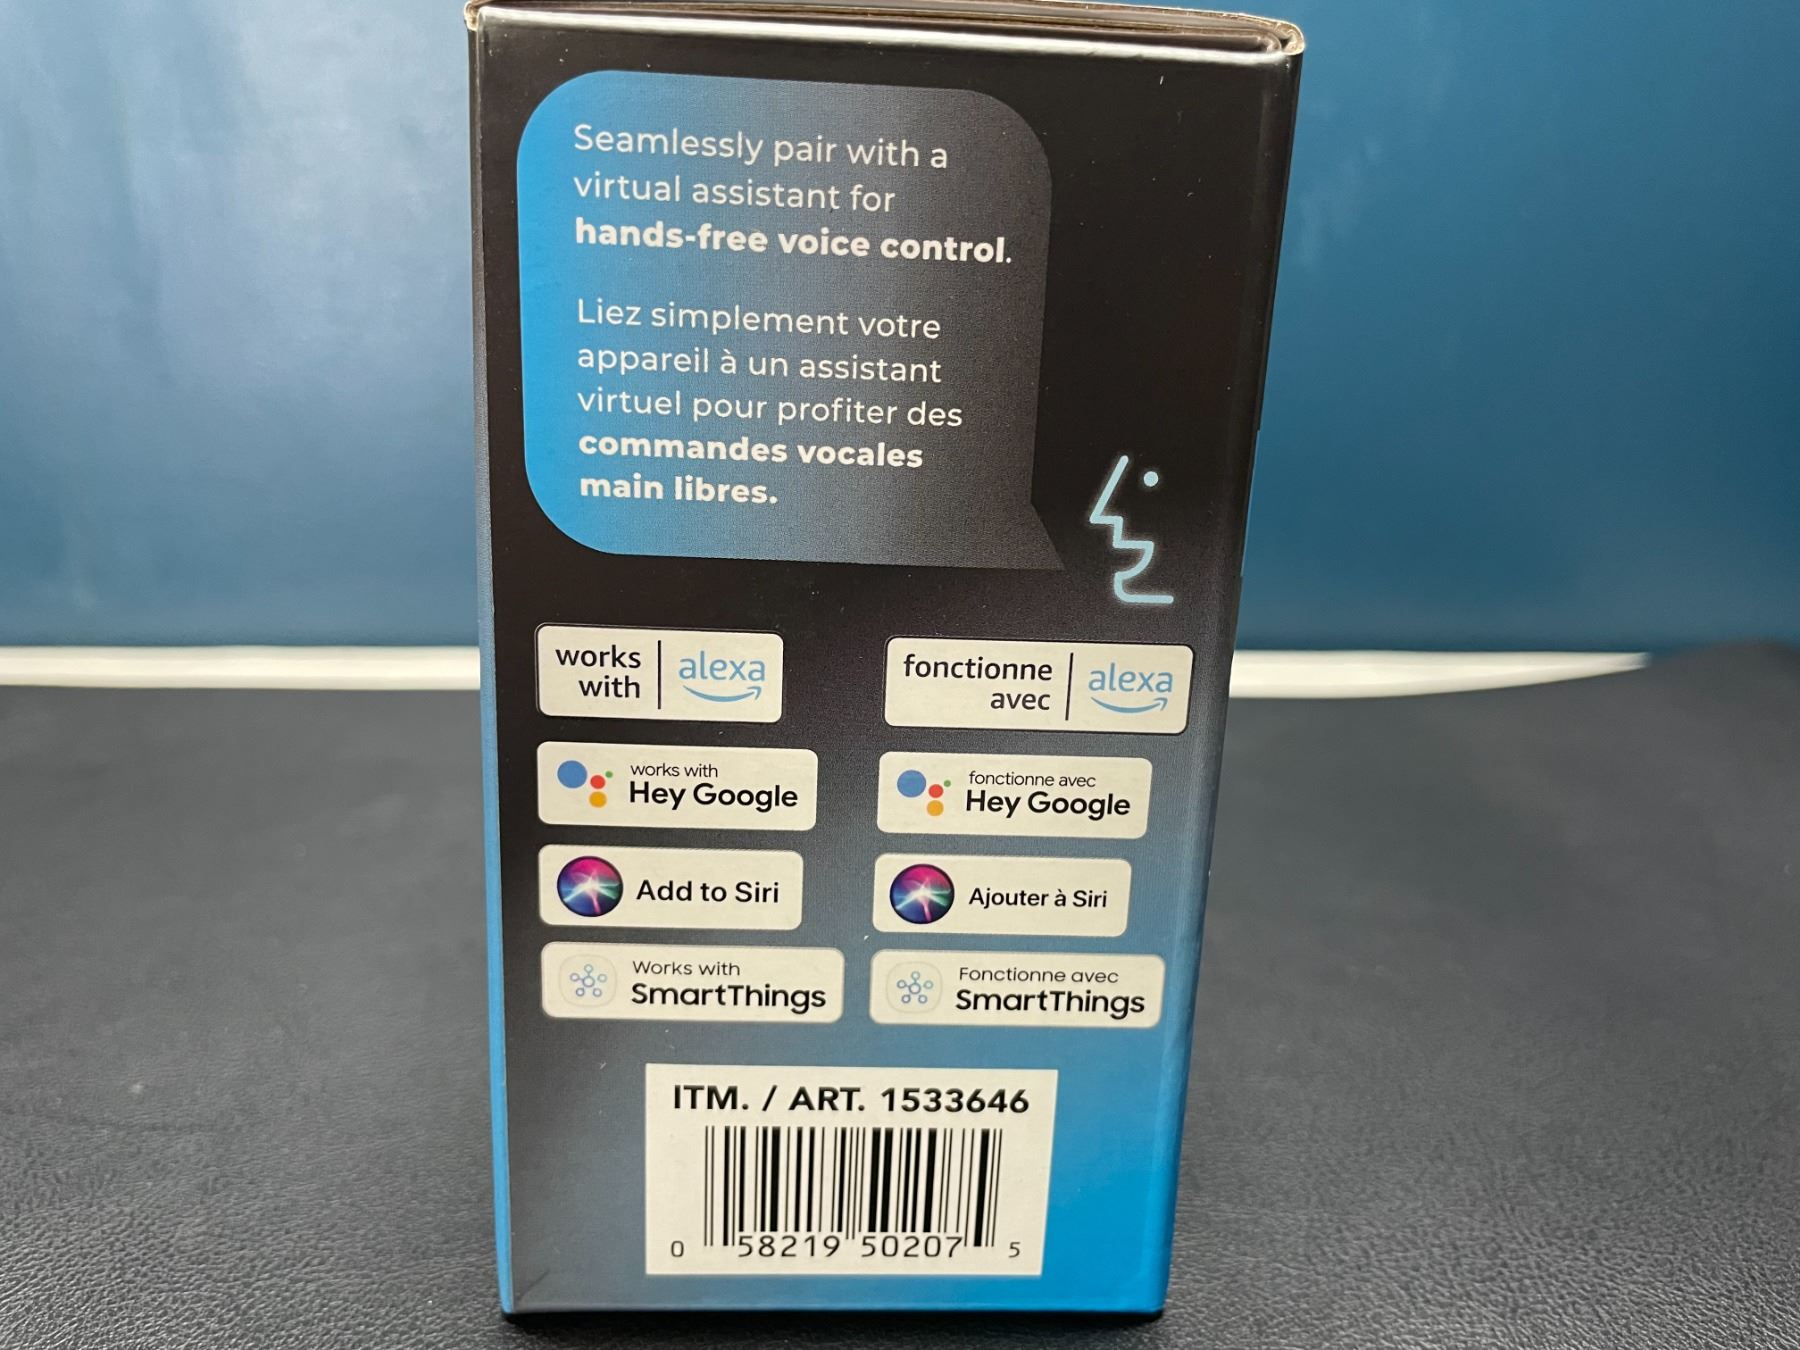 Seamlessly pair with a
virtual assistant for
hands-free voice control.
Liez simplement votre
appareil à un assistant
virtuel pour profiter des
commandes vocales
main libres.
works
with
alexa
fonctionne
avec
alexa
works with
Hey Google
fonctionne avec
Hey Google
Add to Siri
Ajouter à Siri
Works with
SmartThings
Fonctionne avec
SmartThings
ITM. / ART. 1533646
0 58219 50207 5